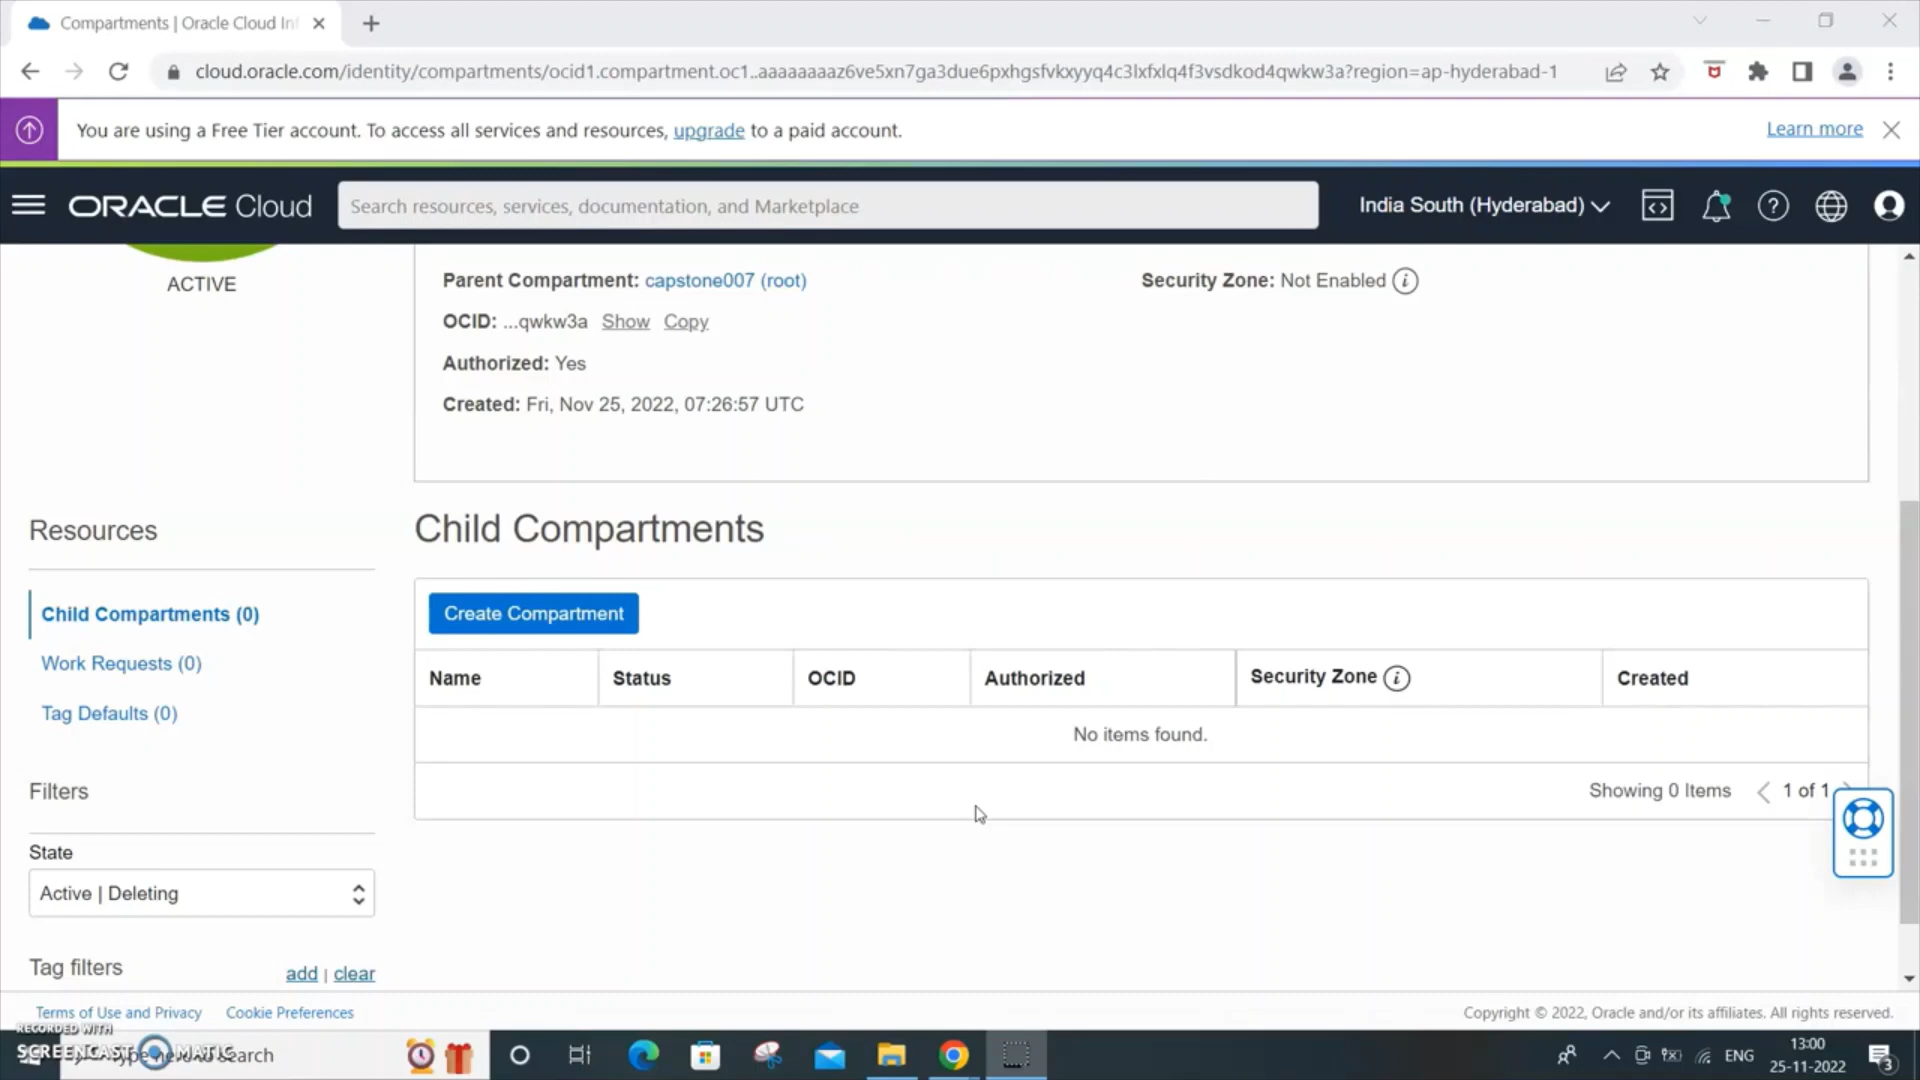 Compartments | Oracle Cloud In
cloud.oracle.com/identity/compartments/ocid1.compartment.oc1..aaaaaaaaz6ve5xn7ga3due6pxhgsfvkxyyq4c3lxfxlq4f3vsdkod4qwkw3a?region=ap-hyderabad-1
You are using a Free Tier account. To access all services and resources, upgrade to a paid account.
Learn more
ORACLE Cloud
Search resources, services, documentation, and Marketplace
India South (Hyderabad)
ACTIVE
Parent Compartment: capstone007 (root)
Security Zone: Not Enabled
OCID: ...qwkw3a Show Copy
Authorized: Yes
Created: Fri, Nov 25, 2022, 07:26:57 UTC
Resources
Child Compartments (0)
Work Requests (0)
Tag Defaults (0)
Child Compartments
Create Compartment
Name Status OCID Authorized Security Zone Created
No items found.
Showing 0 Items < 1 of 1
Filters
State
Active | Deleting
Tag filters
add | clear
Terms of Use and Privacy Cookie Preferences
Copyright © 2022, Oracle and/or its affiliates. All rights reserved.
RECORDED WITH
SCREENCAST MATIC
Type here to search
ENG
13:00
25-11-2022
3